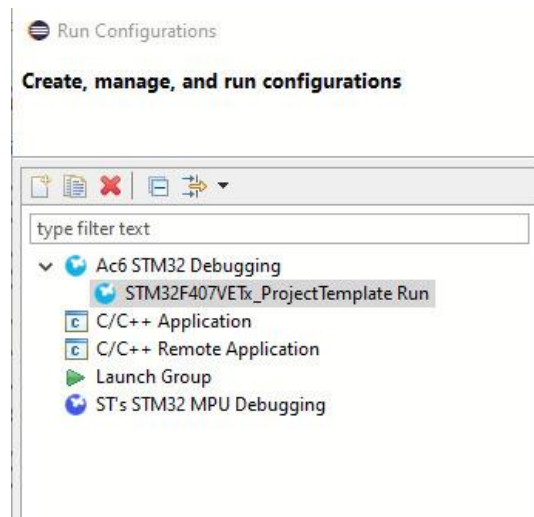 Run Configurations
Create, manage, and run configurations
type filter text
Ac6 STM32 Debugging
STM32F407VETx_ProjectTemplate Run
C/C++ Application
C/C++ Remote Application
Launch Group
ST's STM32 MPU Debugging